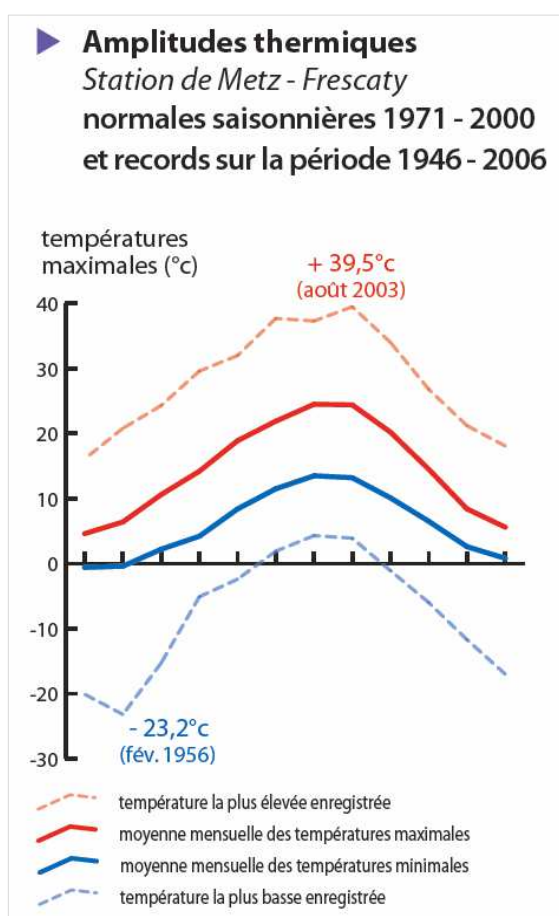 Amplitudes thermiques
Station de Metz - Frescaty
normales saisonnières 1971 - 2000
et records sur la période 1946 - 2006
températures
maximales (°c)
+ 39,5°c
(août 2003)
40
30
20
10
0
-10
-20
-30
- 23,2°c
(fév. 1956)
température la plus élevée enregistrée
moyenne mensuelle des températures maximales
moyenne mensuelle des températures minimales
température la plus basse enregistrée